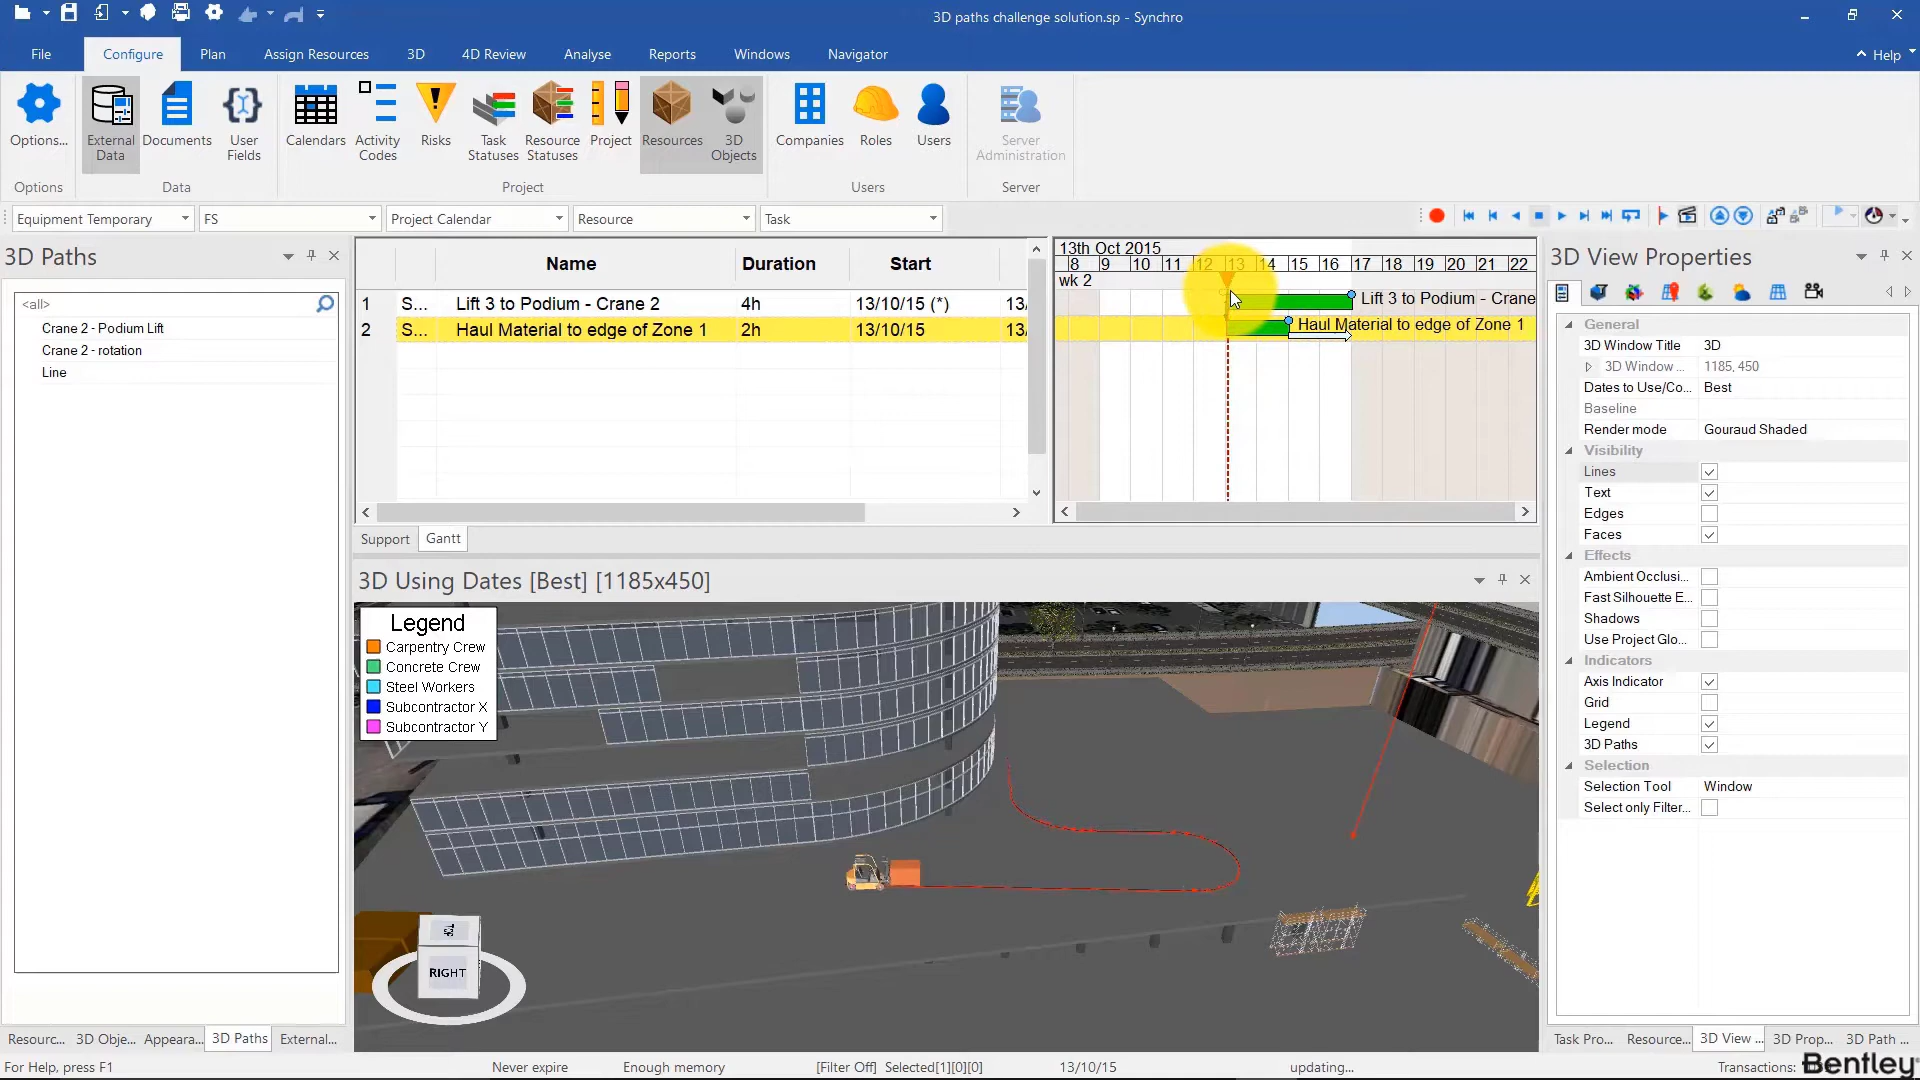 3D paths challenge solution.sp - Synchro
File Configure Plan Assign Resources 3D 4D Review Analyse Reports Windows Navigator Help
Options... External Data Documents User Fields Calendars Activity Codes Risks Task Statuses Resource Statuses Project Resources 3D Objects Companies Roles Users Server Administration
Options Data Project Users Server
Equipment Temporary FS Project Calendar Resource Task
3D Paths
<all>
Crane 2 - Podium Lift
Crane 2 - rotation
Line
Name Duration Start
1 S... Lift 3 to Podium - Crane 2 4h 13/10/15 (*) 13/
2 S... Haul Material to edge of Zone 1 2h 13/10/15 13/
13th Oct 2015
8 9 10 11 12 13 14 15 16 17 18 19 20 21 22
wk 2
Lift 3 to Podium - Crane
Haul Material to edge of Zone 1
Support Gantt
3D Using Dates [Best] [1185x450]
Legend
Carpentry Crew
Concrete Crew
Steel Workers
Subcontractor X
Subcontractor Y
RIGHT
3D View Properties
General
3D Window Title 3D
3D Window ... 1185, 450
Dates to Use/Co... Best
Baseline
Render mode Gouraud Shaded
Visibility
Lines
Text
Edges
Faces
Effects
Ambient Occlusi...
Fast Silhouette E...
Shadows
Use Project Glo...
Indicators
Axis Indicator
Grid
Legend
3D Paths
Selection
Selection Tool Window
Select only Filter...
Resourc... 3D Obje... Appeara... 3D Paths External...
Task Pro... Resource... 3D View ... 3D Prop... 3D Path ...
For Help, press F1 Never expire Enough memory [Filter Off] Selected[1][0][0] 13/10/15 updating... Transactions:
Bentley